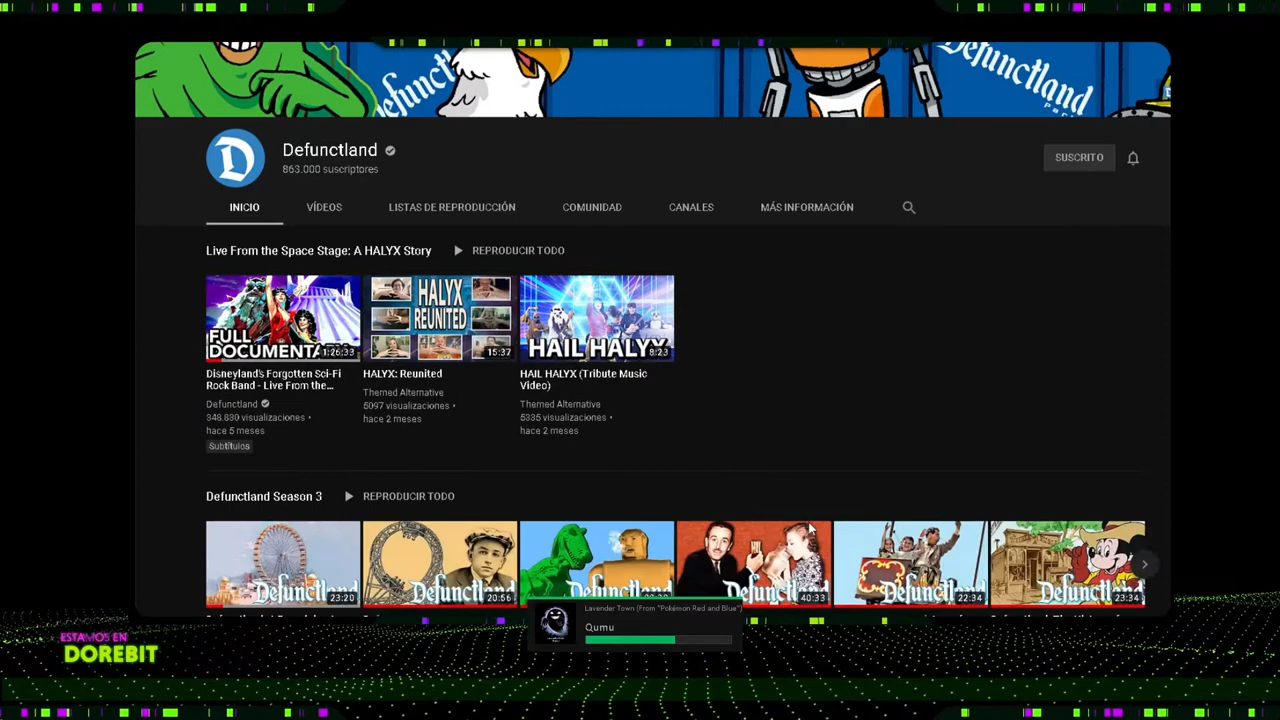 Defunctland
Defunctland
D
Defunctland
863.000 suscriptores
SUSCRITO
INICIO
VÍDEOS
LISTAS DE REPRODUCCIÓN
COMUNIDAD
CANALES
MÁS INFORMACIÓN
Live From the Space Stage: A HALYX Story
REPRODUCIR TODO
FULL
DOCUMENTA
1:26:33
HALYX
REUNITED
15:37
HAIL HALYX
8:23
Disneyland's Forgotten Sci-Fi
Rock Band - Live From the...
Defunctland
348.830 visualizaciones •
hace 5 meses
Subtítulos
HALYX: Reunited
Themed Alternative
5097 visualizaciones •
hace 2 meses
HAIL HALYX (Tribute Music
Video)
Themed Alternative
5335 visualizaciones •
hace 2 meses
Defunctland Season 3
REPRODUCIR TODO
Defunctland
23:20
Defunctland
20:56
Defunctland
Defunctland
40:33
Defunctland
22:34
Defunctland
23:34
Lavender Town (From "Pokémon Red and Blue")
Qumu
ESTAMOS EN
DOREBIT